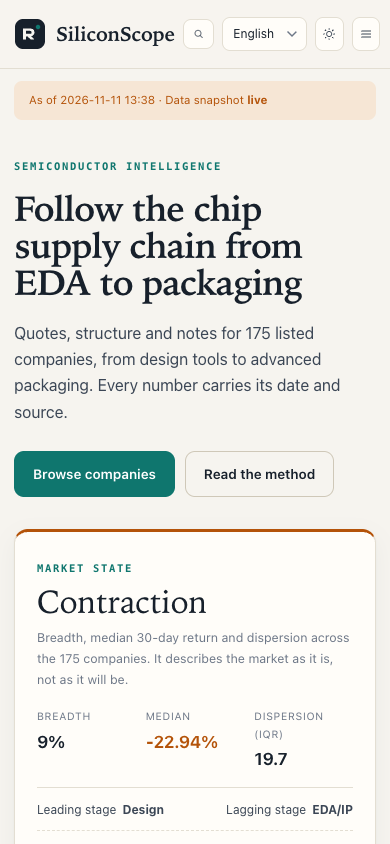 R SiliconScope English
As of 2026-11-11 13:38 · Data snapshot live
SEMICONDUCTOR INTELLIGENCE
Follow the chip
supply chain from
EDA to packaging
Quotes, structure and notes for 175 listed
companies, from design tools to advanced
packaging. Every number carries its date and
source.
Browse companies Read the method
MARKET STATE
Contraction
Breadth, median 30-day return and dispersion across
the 175 companies. It describes the market as it is,
not as it will be.
BREADTH MEDIAN DISPERSION
(IQR)
9% -22.94% 19.7
Leading stage Design Lagging stage EDA/IP